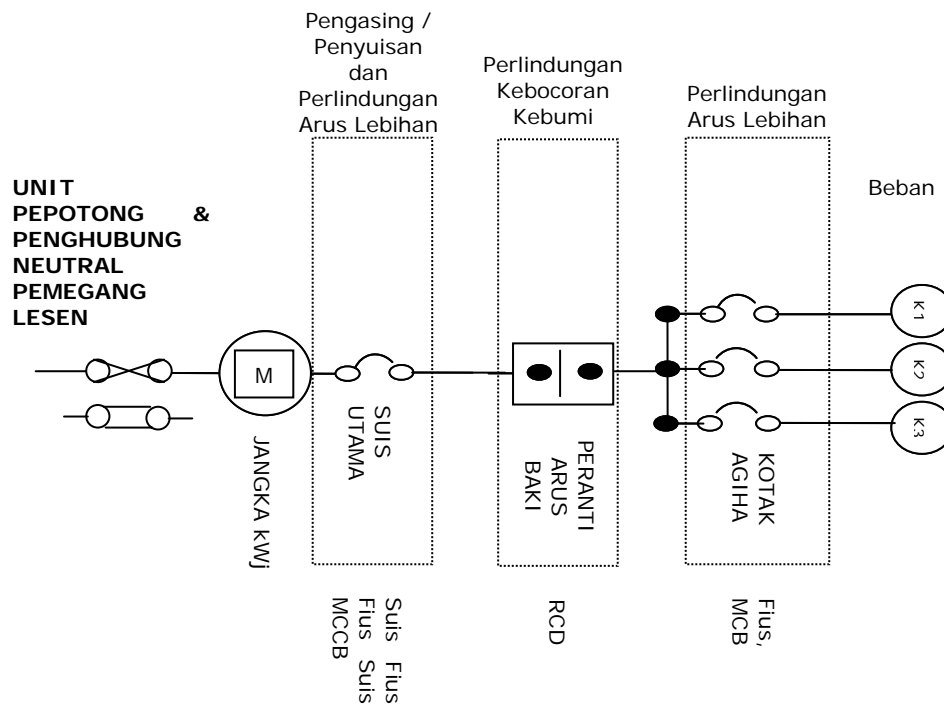 Pengasing /
Penyuisan
dan
Perlindungan
Arus Lebihan
Perlindungan
Kebocoran
Kebumi
Perlindungan
Arus Lebihan
UNIT
PEPOTONG &
PENGHUBUNG
NEUTRAL
PEMEGANG
LESEN
Beban
M
K1
K2
K3
JANGKA kWj
SUIS
UTAMA
PERANTI
ARUS
BAKI
KOTAK
AGIHA
Suis Fius
Fius Suis
MCCB
RCD
Fius,
MCB